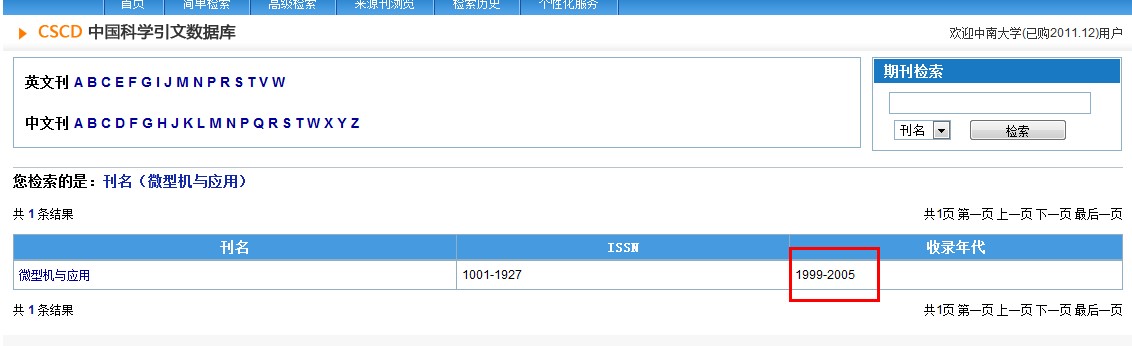 首页 简单检索 高级检索 来源刊浏览 检索历史 个性化服务
CSCD 中国科学引文数据库 欢迎中南大学(已购2011.12)用户
英文刊 A B C E F G I J M N P R S T V W
中文刊 A B C D F G H J K L M N P Q R S T W X Y Z
期刊检索
刊名 检索
您检索的是：刊名（微型机与应用）
共 1 条结果 共1页 第一页 上一页 下一页 最后一页
刊名 ISSN 收录年代
微型机与应用 1001-1927 1999-2005
共 1 条结果 共1页 第一页 上一页 下一页 最后一页